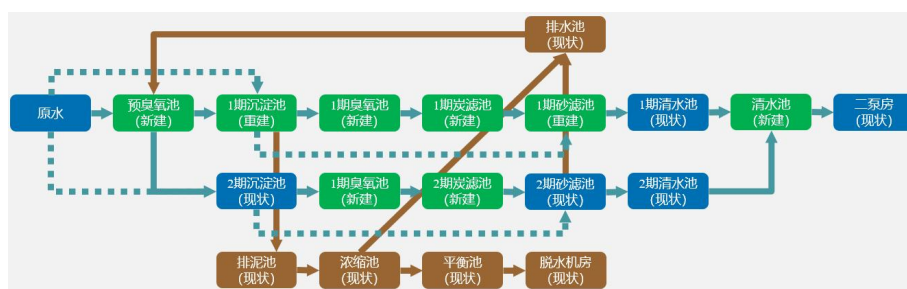 排水池
(现状)
原水
预臭氧池
(新建)
1期沉淀池
(重建)
1期臭氧池
(新建)
1期炭滤池
(新建)
1期砂滤池
(重建)
1期清水池
(现状)
清水池
(新建)
二泵房
(现状)
2期沉淀池
(现状)
1期臭氧池
(新建)
2期炭滤池
(新建)
2期砂滤池
(现状)
2期清水池
(现状)
排泥池
(现状)
浓缩池
(现状)
平衡池
(现状)
脱水机房
(现状)